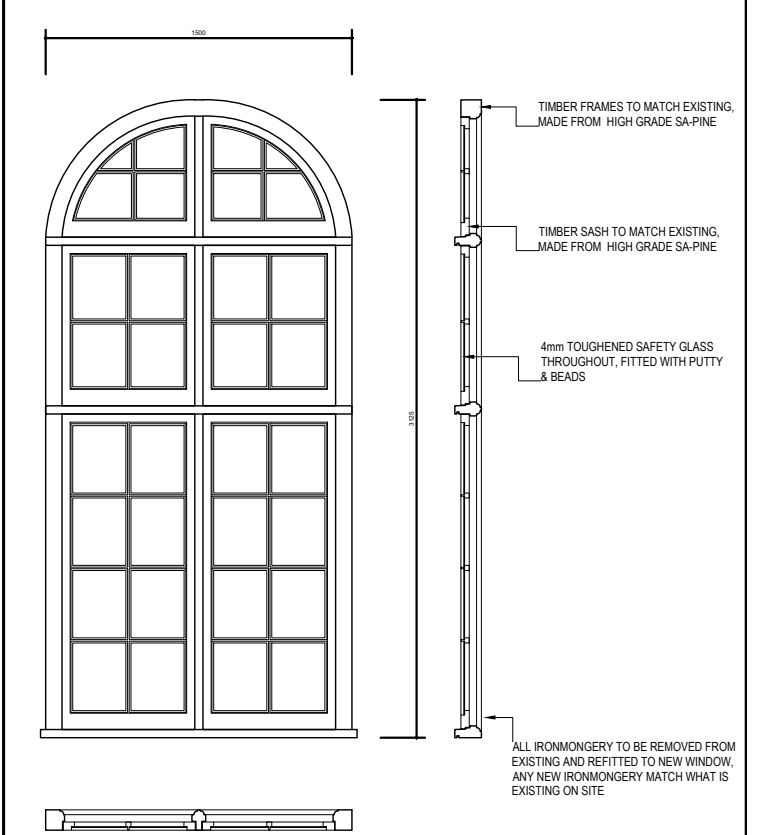 1500
TIMBER FRAMES TO MATCH EXISTING,
MADE FROM HIGH GRADE SA-PINE
TIMBER SASH TO MATCH EXISTING,
MADE FROM HIGH GRADE SA-PINE
4mm TOUGHENED SAFETY GLASS
THROUGHOUT, FITTED WITH PUTTY
& BEADS
3125
ALL IRONMONGERY TO BE REMOVED FROM
EXISTING AND REFITTED TO NEW WINDOW,
ANY NEW IRONMONGERY MATCH WHAT IS
EXISTING ON SITE